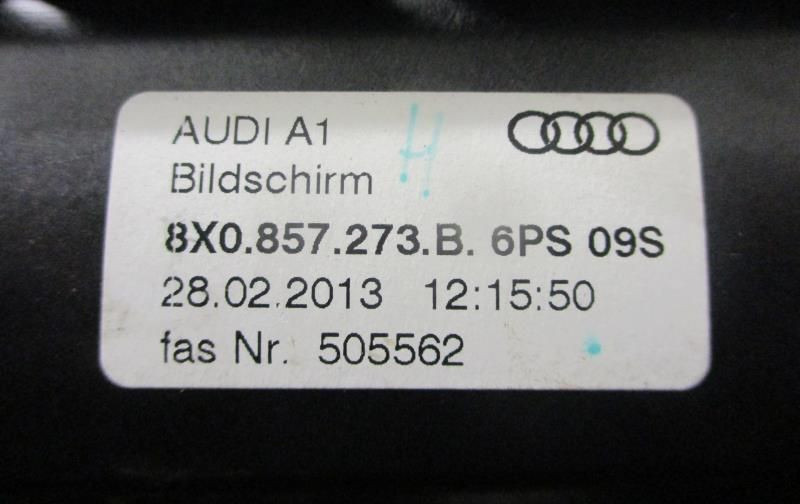 AUDI A1
Bildschirm
8X0.857.273.B. 6PS 09S
28.02.2013 12:15:50
fas Nr. 505562